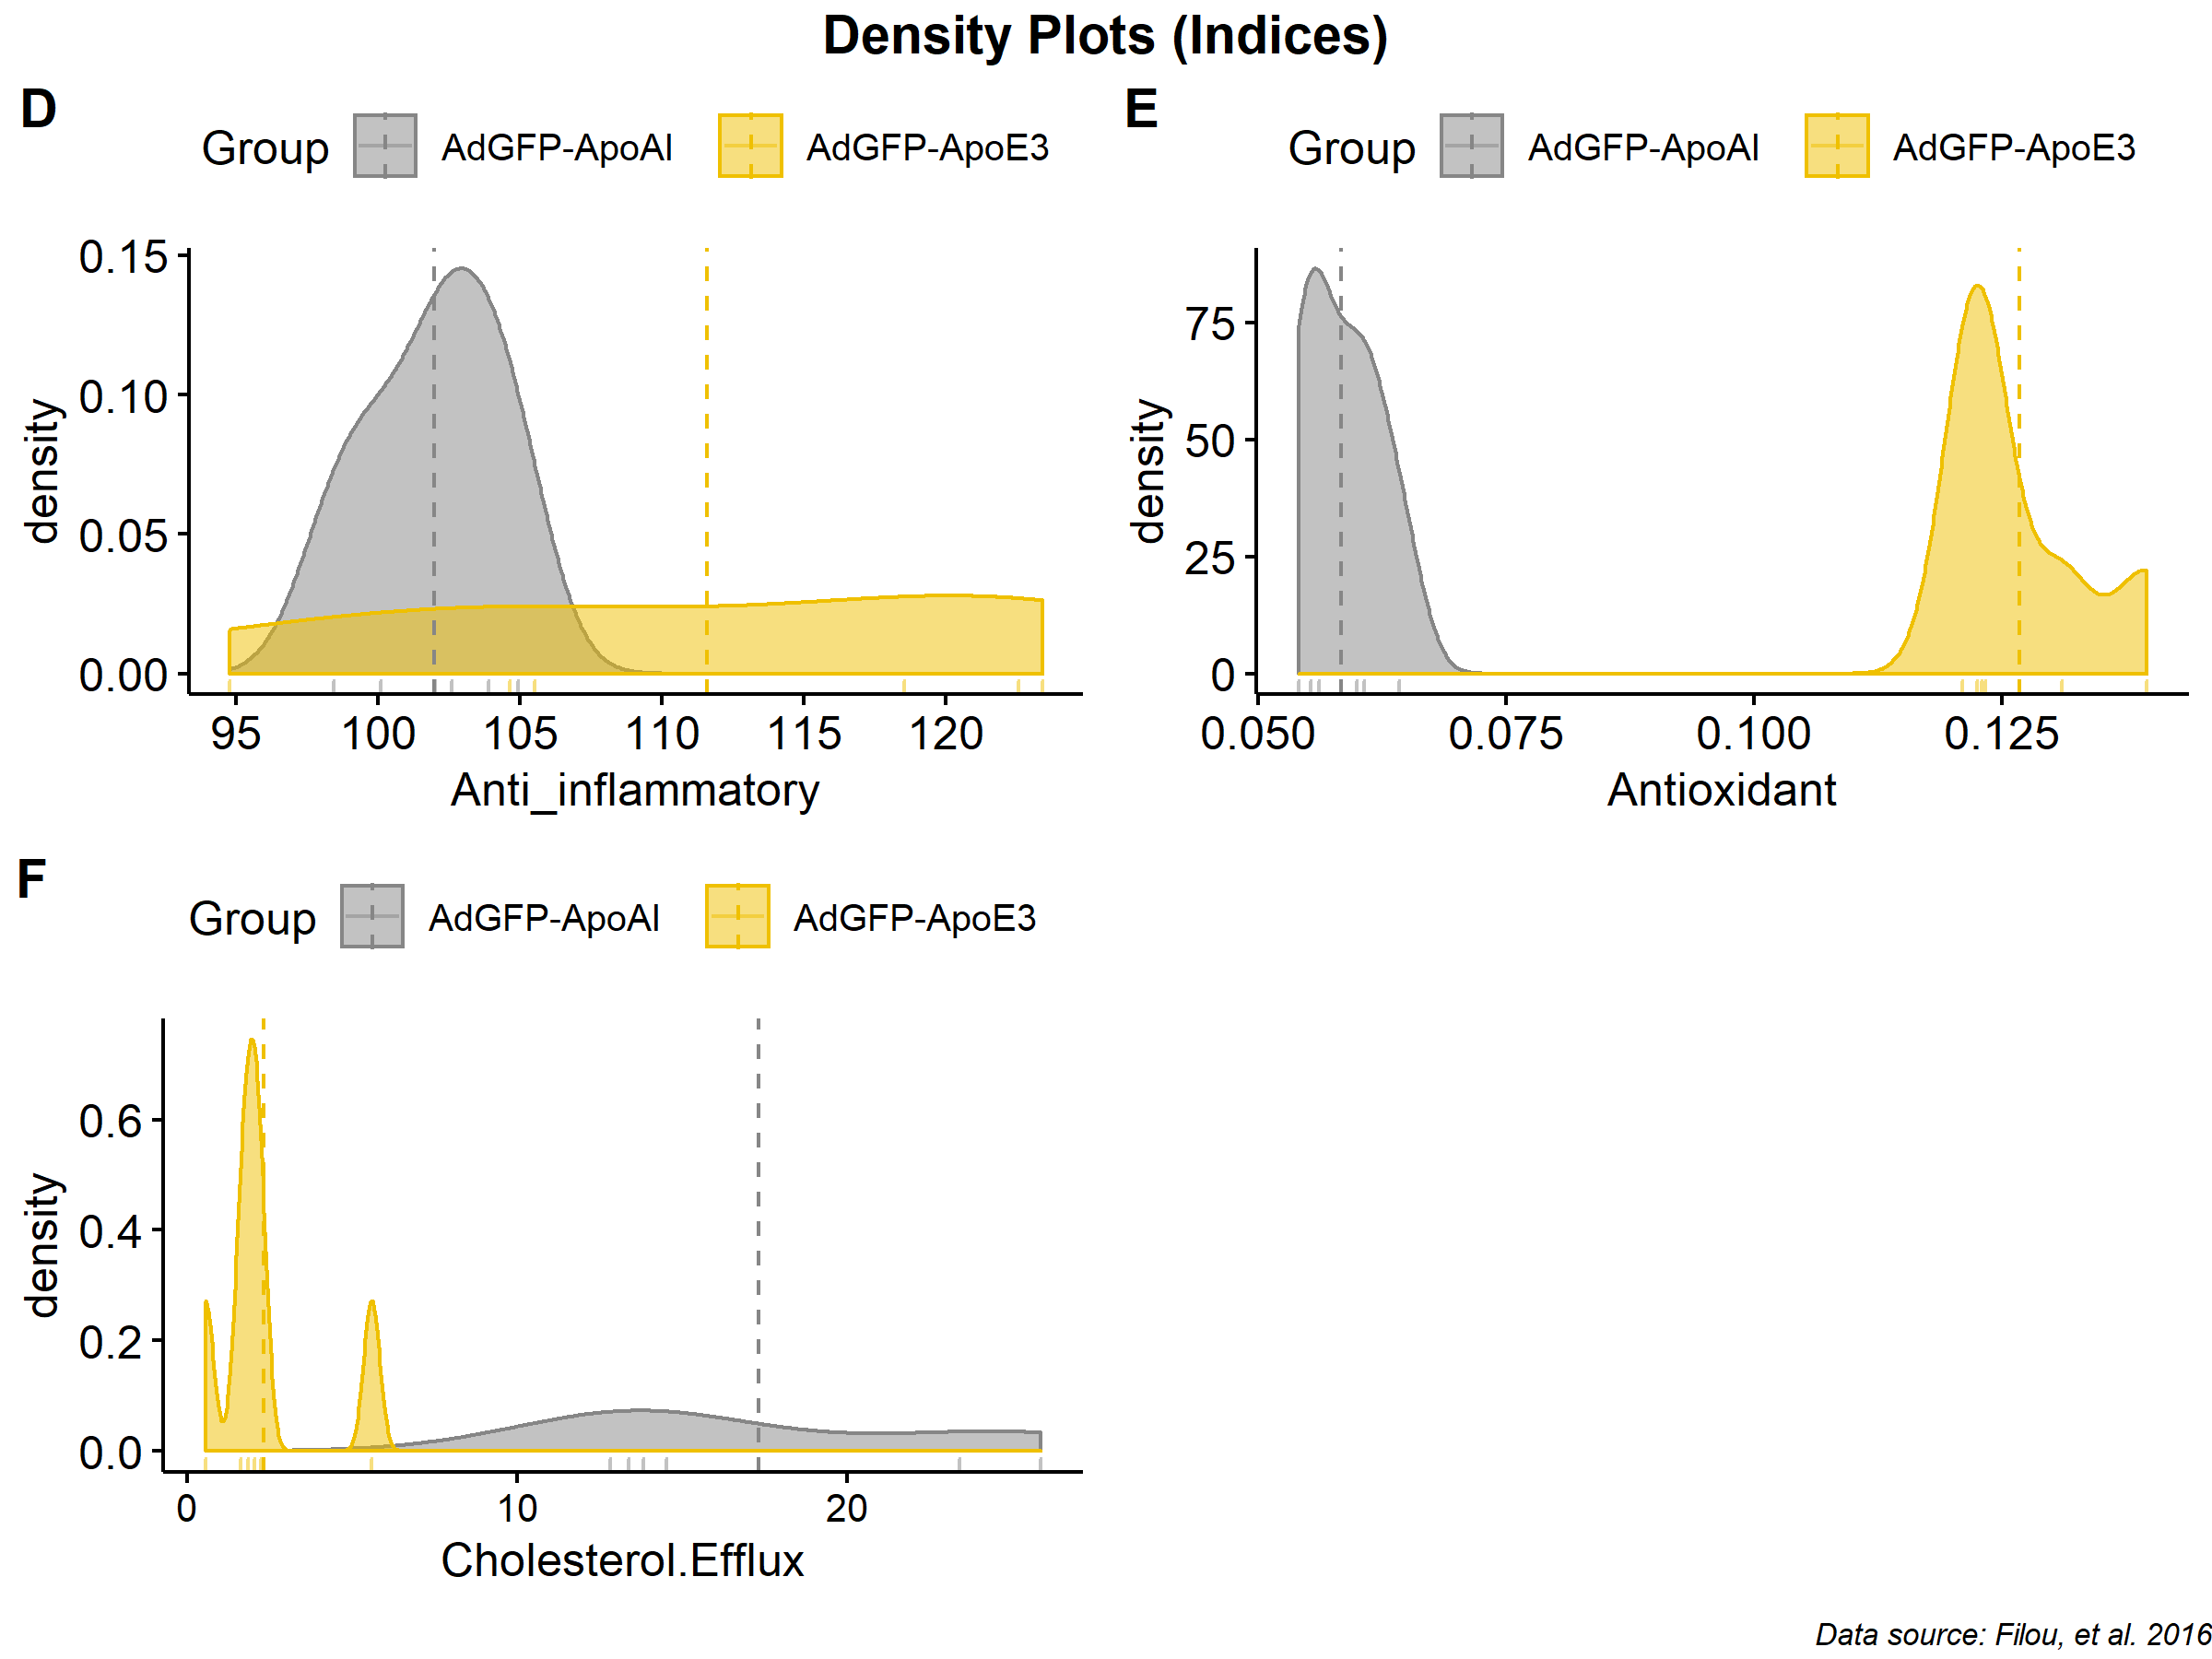 Density Plots (Indices)
D
Group AdGFP-ApoAI AdGFP-ApoE3
0.15
0.10
0.05
0.00
density
95 100 105 110 115 120
Anti_inflammatory
E
Group AdGFP-ApoAI AdGFP-ApoE3
75
50
25
0
density
0.050 0.075 0.100 0.125
Antioxidant
F
Group AdGFP-ApoAI AdGFP-ApoE3
0.6
0.4
0.2
0.0
density
0 10 20
Cholesterol.Efflux
Data source: Filou, et al. 2016